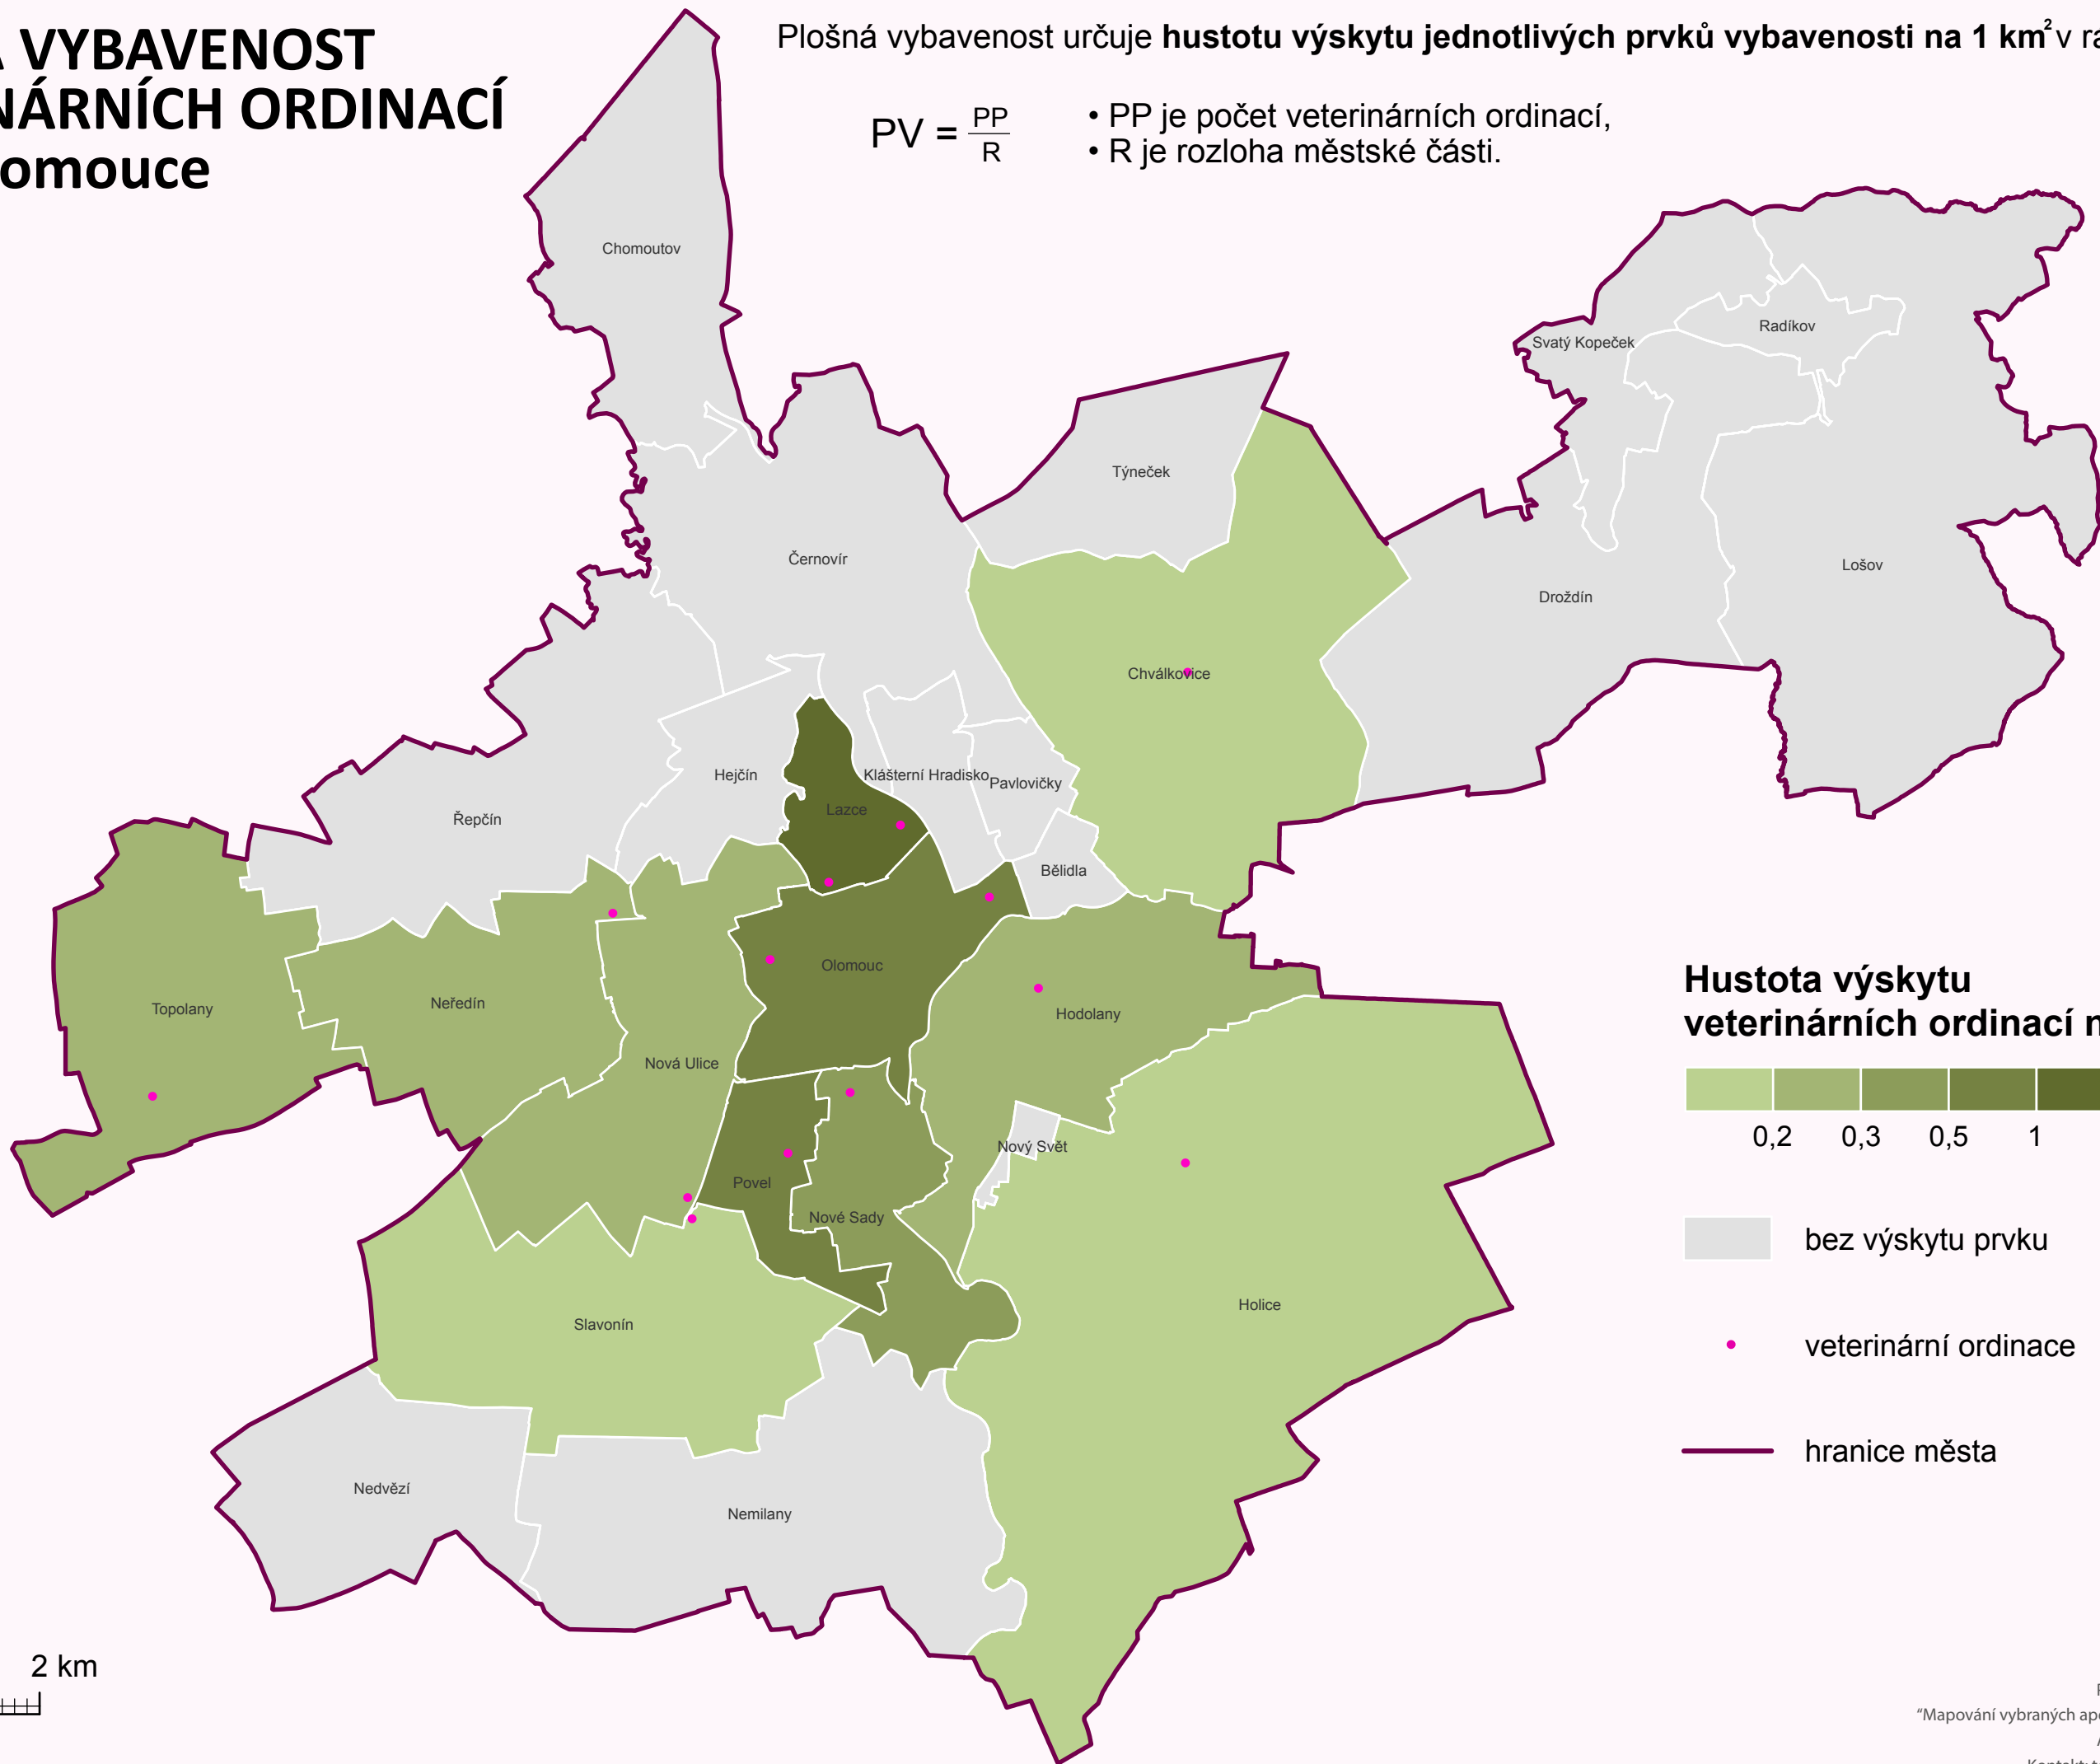 VYBAVENOST
ORDINACÍ
Plošná vybavenost určuje hustotu výskytu jednotlivých prvků vybavenosti na 1 km² v
PV = PP
R
• PP je počet veterinárních ordinací,
• R je rozloha městské části.
Chomoutov
Radíkov
Svatý Kopeček
Týneček
Černovír
Lošov
Droždín
Chválkovice
Hejčín
Klášterní Hradisko
Pavlovičky
Lazce
Řepčín
Bělidla
Olomouc
Topolany
Neředín
Hodolany
Nová Ulice
Nový Svět
Povel
Nové Sady
Holice
Slavonín
Nedvězí
Nemilany
Hustota výskytu
veterinárních ordinací
0,2 0,3 0,5 1
bez výskytu prvku
veterinární ordinace
hranice města
2 km
"Mapování vybraných